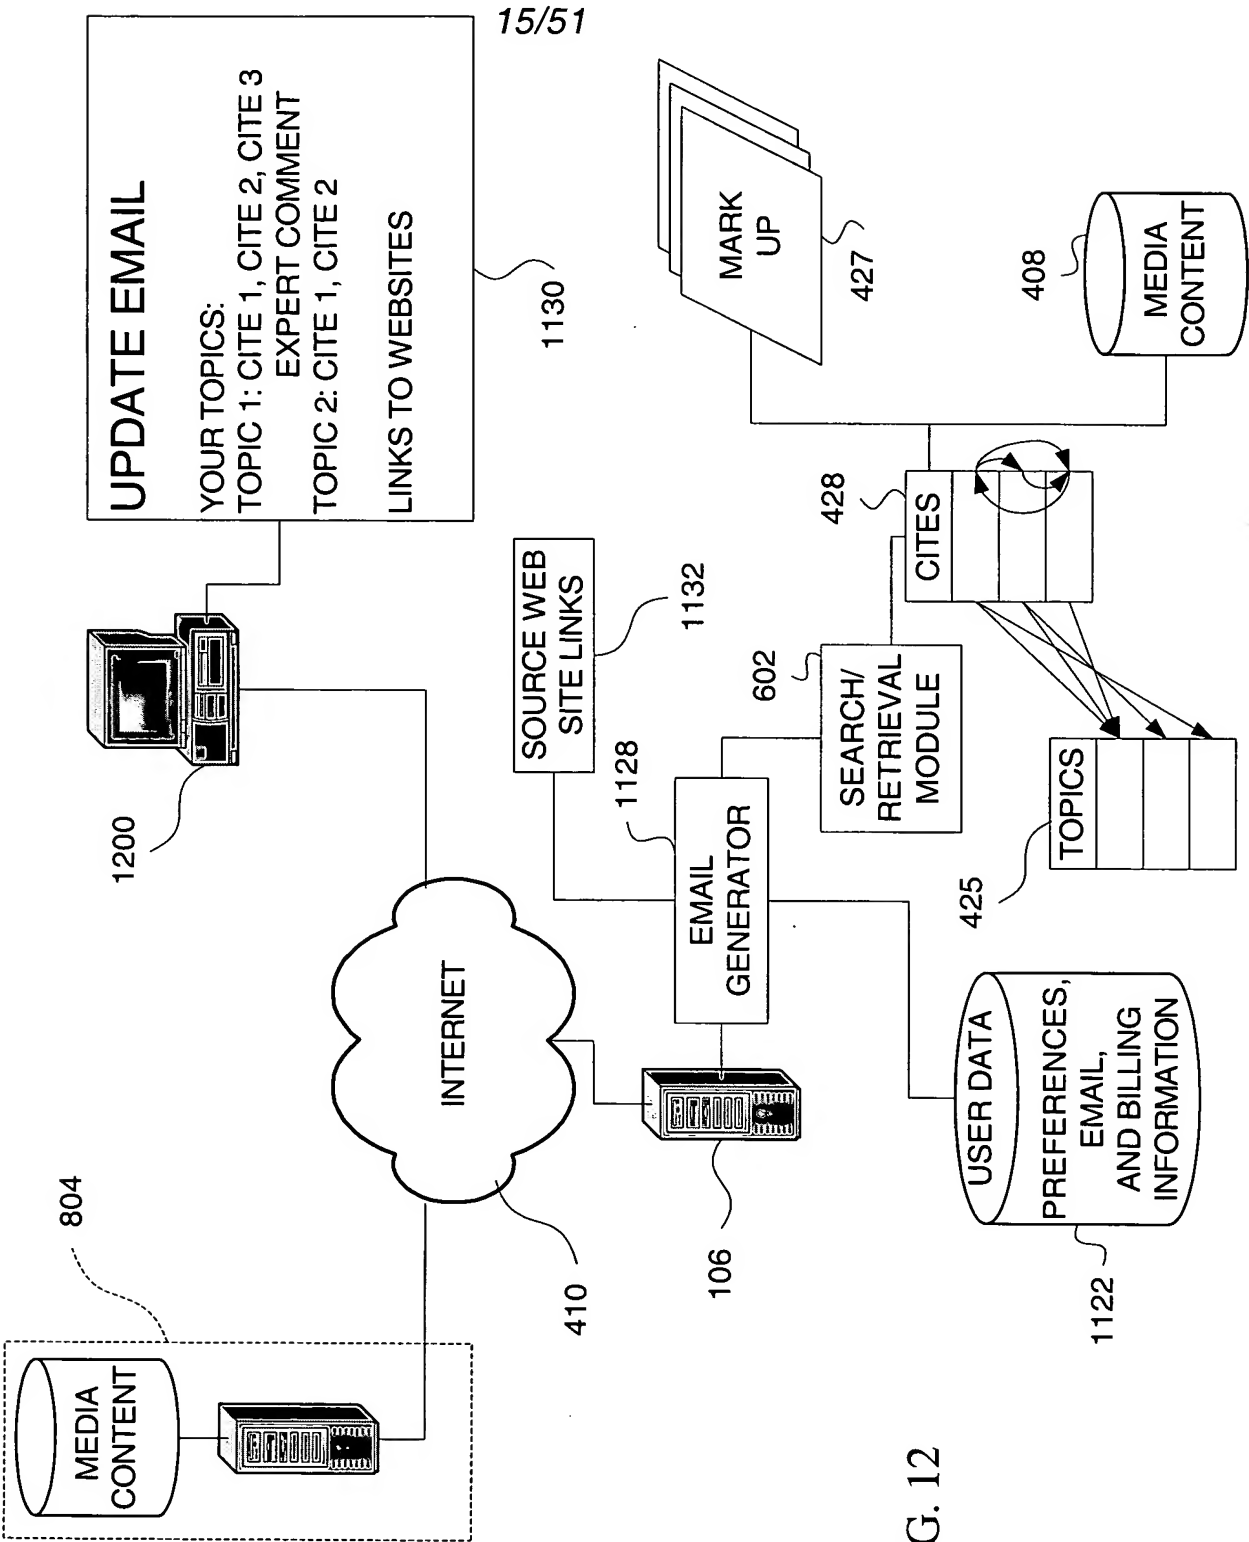 15/51
804
MEDIA
CONTENT
1200
UPDATE EMAIL
YOUR TOPICS:
TOPIC 1: CITE 1, CITE 2, CITE 3
EXPERT COMMENT
TOPIC 2: CITE 1, CITE 2
LINKS TO WEBSITES
1130
INTERNET
410
106
SOURCE WEB
SITE LINKS
1132
1128
EMAIL
GENERATOR
602
SEARCH/
RETRIEVAL
MODULE
MARK
UP
427
428
CITES
408
MEDIA
CONTENT
425
TOPICS
USER DATA
PREFERENCES,
EMAIL,
AND BILLING
INFORMATION
1122
G. 12